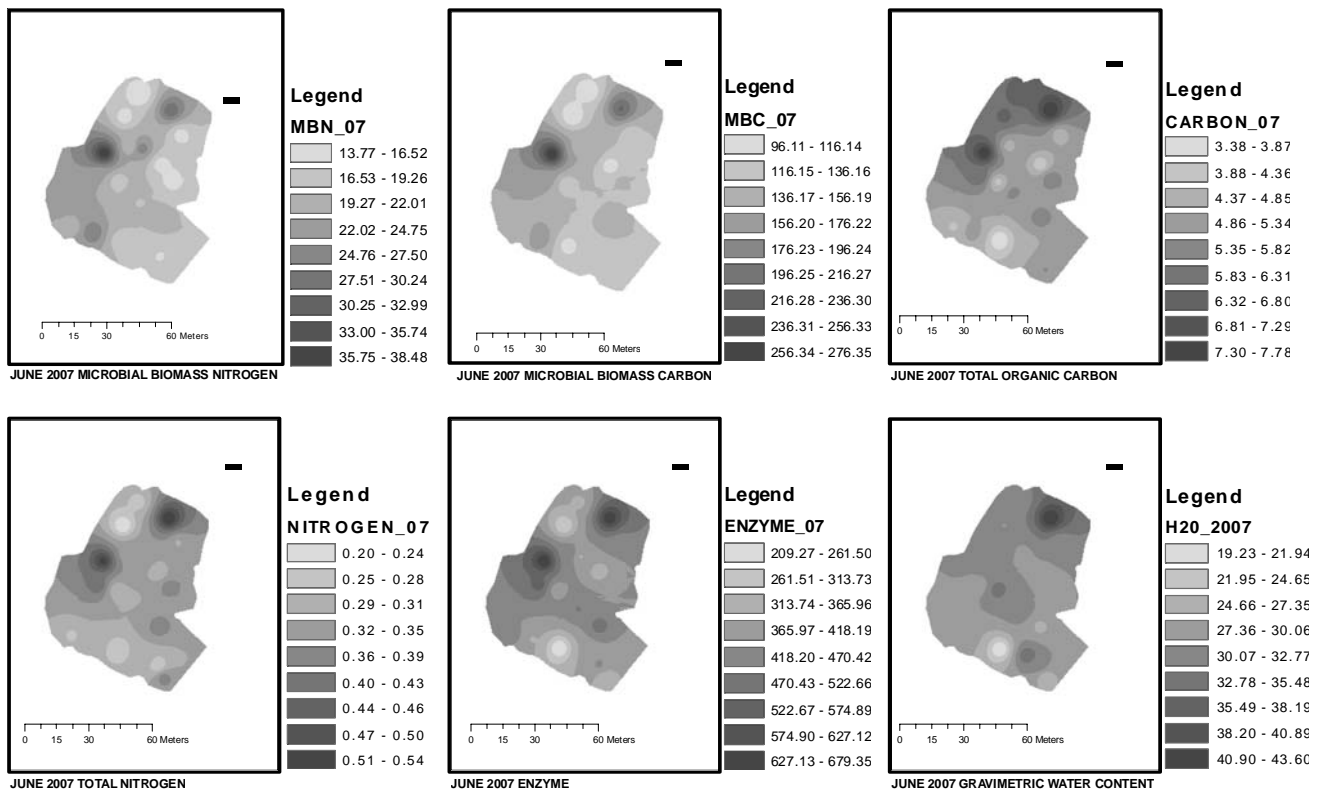 Legend
MBN_07
13.77 - 16.52
16.53 - 19.26
19.27 - 22.01
22.02 - 24.75
24.76 - 27.50
27.51 - 30.24
30.25 - 32.99
33.00 - 35.74
35.75 - 38.48
0 15 30 60 Meters
JUNE 2007 MICROBIAL BIOMASS NITROGEN
Legend
MBC_07
96.11 - 116.14
116.15 - 136.16
136.17 - 156.19
156.20 - 176.22
176.23 - 196.24
196.25 - 216.27
216.28 - 236.30
236.31 - 256.33
256.34 - 276.35
0 15 30 60 Meters
JUNE 2007 MICROBIAL BIOMASS CARBON
Legend
CARBON_07
3.38 - 3.87
3.88 - 4.36
4.37 - 4.85
4.86 - 5.34
5.35 - 5.82
5.83 - 6.31
6.32 - 6.80
6.81 - 7.29
7.30 - 7.78
0 15 30 60 Meters
JUNE 2007 TOTAL ORGANIC CARBON
Legend
NITROGEN_07
0.20 - 0.24
0.25 - 0.28
0.29 - 0.31
0.32 - 0.35
0.36 - 0.39
0.40 - 0.43
0.44 - 0.46
0.47 - 0.50
0.51 - 0.54
0 15 30 60 Meters
JUNE 2007 TOTAL NITROGEN
Legend
ENZYME_07
209.27 - 261.50
261.51 - 313.73
313.74 - 365.96
365.97 - 418.19
418.20 - 470.42
470.43 - 522.66
522.67 - 574.89
574.90 - 627.12
627.13 - 679.35
0 15 30 60 Meters
JUNE 2007 ENZYME
Legend
H20_2007
19.23 - 21.94
21.95 - 24.65
24.66 - 27.35
27.36 - 30.06
30.07 - 32.77
32.78 - 35.48
35.49 - 38.19
38.20 - 40.89
40.90 - 43.60
0 15 30 60 Meters
JUNE 2007 GRAVIMETRIC WATER CONTENT